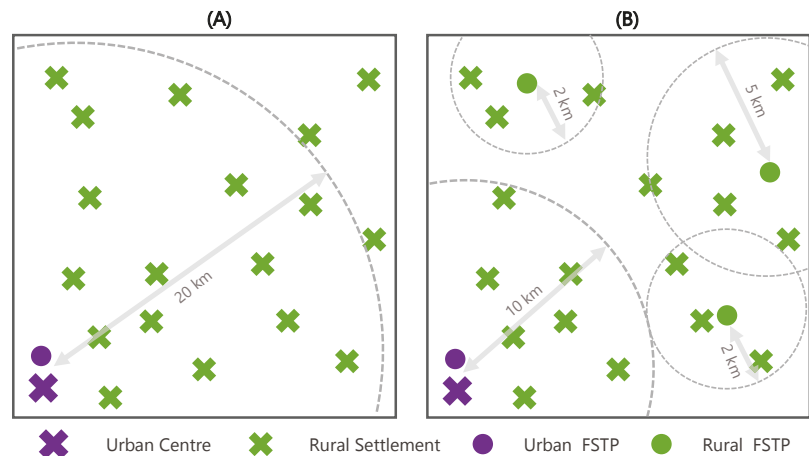 (A)
(B)
20 km
2 km
5 km
10 km
2 km
Urban Centre
Rural Settlement
Urban FSTP
Rural FSTP